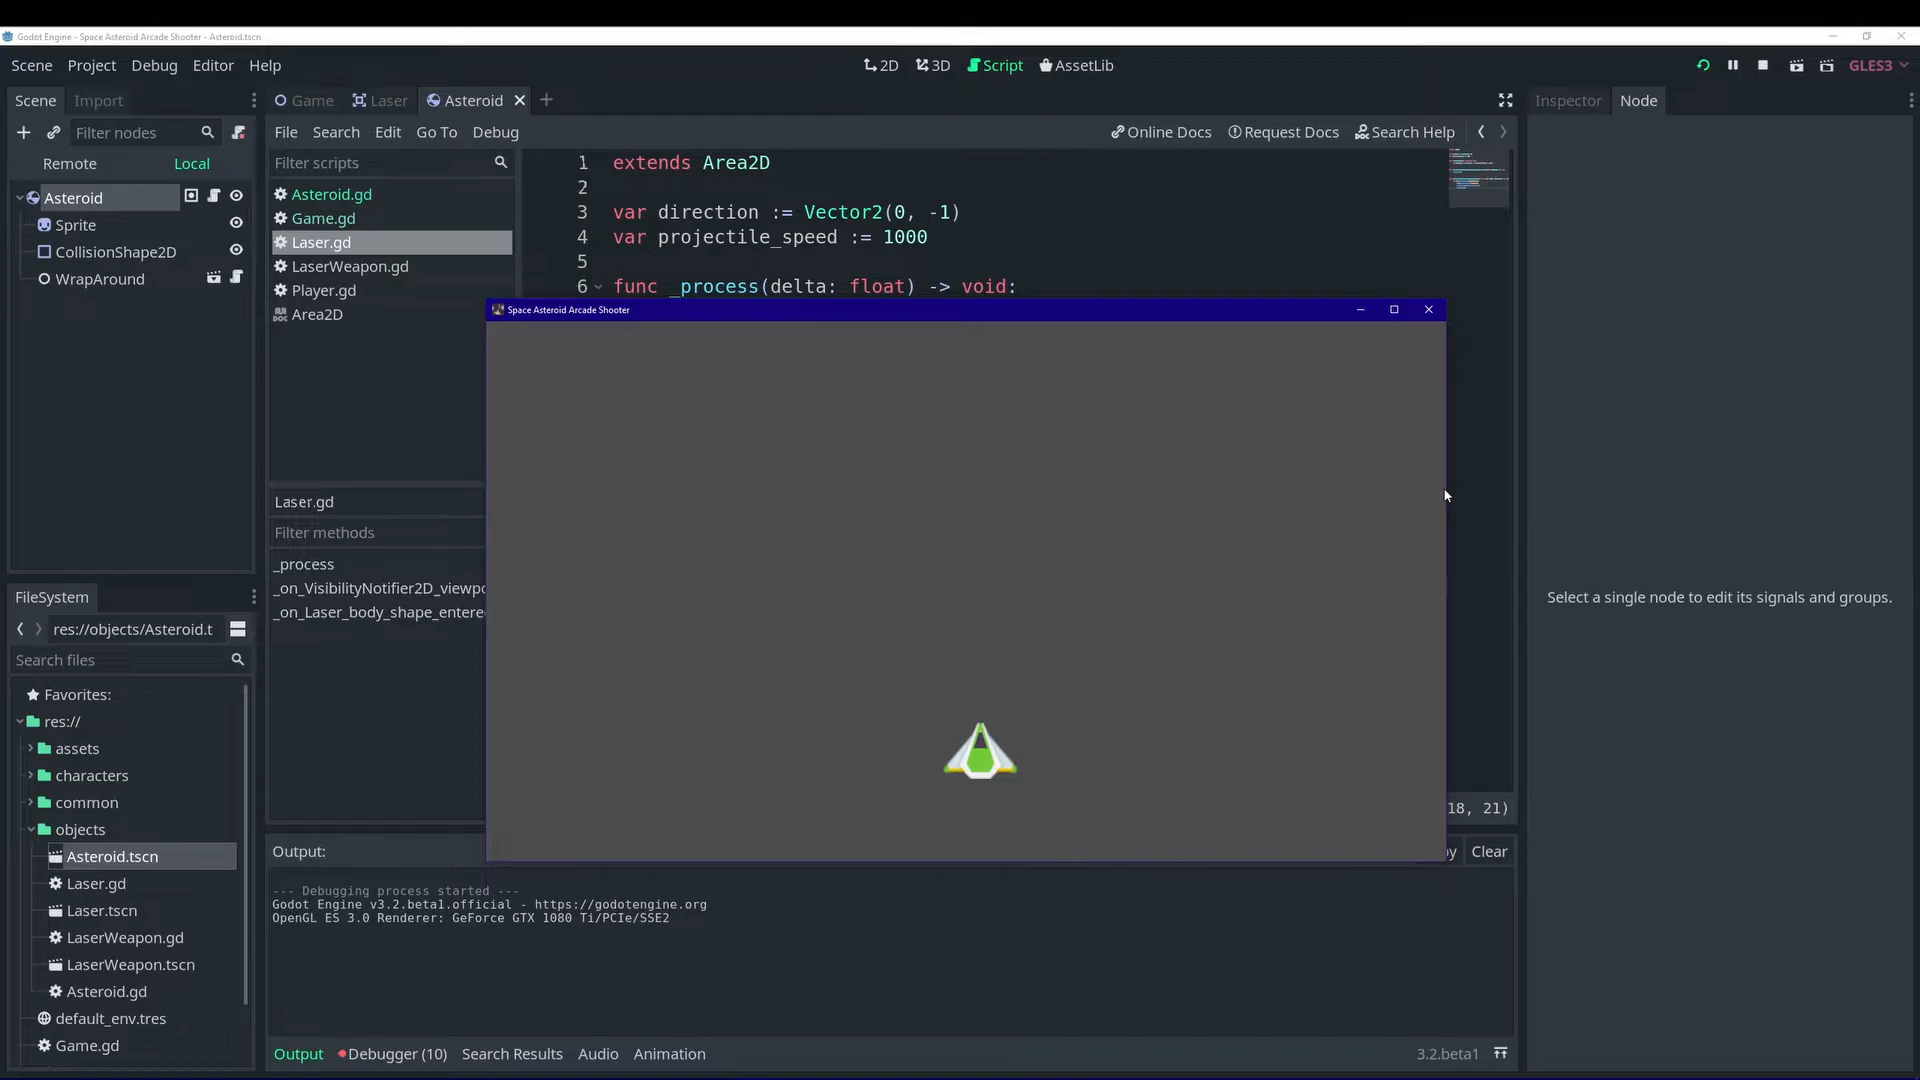 Godot Engine - Space Asteroid Arcade Shooter - Asteroid.tscn
Scene Project Debug Editor Help
2D 3D Script AssetLib
GLES3
Scene Import
Game Laser Asteroid
Inspector Node
Filter nodes
File Search Edit Go To Debug
Online Docs Request Docs Search Help
Remote Local
Filter scripts
Asteroid
Sprite
CollisionShape2D
WrapAround
Asteroid.gd
Game.gd
Laser.gd
LaserWeapon.gd
Player.gd
Area2D
1 extends Area2D
2
3 var direction := Vector2(0, -1)
4 var projectile_speed := 1000
5
6 func _process(delta: float) -> void:
Space Asteroid Arcade Shooter
Laser.gd
Filter methods
_process
_on_VisibilityNotifier2D_viewpo
_on_Laser_body_shape_entere
Select a single node to edit its signals and groups.
FileSystem
res://objects/Asteroid.t
Search files
Favorites:
res://
assets
characters
common
objects
Asteroid.tscn
Laser.gd
Laser.tscn
LaserWeapon.gd
LaserWeapon.tscn
Asteroid.gd
default_env.tres
Game.gd
18, 21)
Output:
py Clear
--- Debugging process started ---
Godot Engine v3.2.beta1.official - https://godotengine.org
OpenGL ES 3.0 Renderer: GeForce GTX 1080 Ti/PCIe/SSE2
Output Debugger (10) Search Results Audio Animation
3.2.beta1